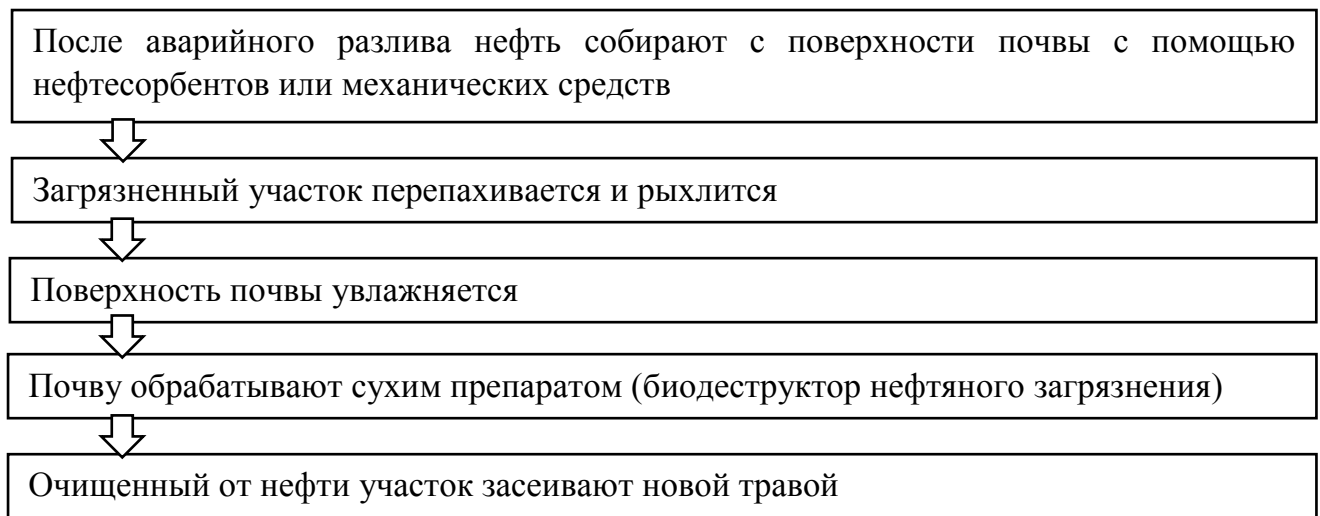 После аварийного разлива нефть собирают с поверхности почвы с помощью
нефтесорбентов или механических средств
Загрязненный участок перепахивается и рыхлится
Поверхность почвы увлажняется
Почву обрабатывают сухим препаратом (биодеструктор нефтяного загрязнения)
Очищенный от нефти участок засеивают новой травой